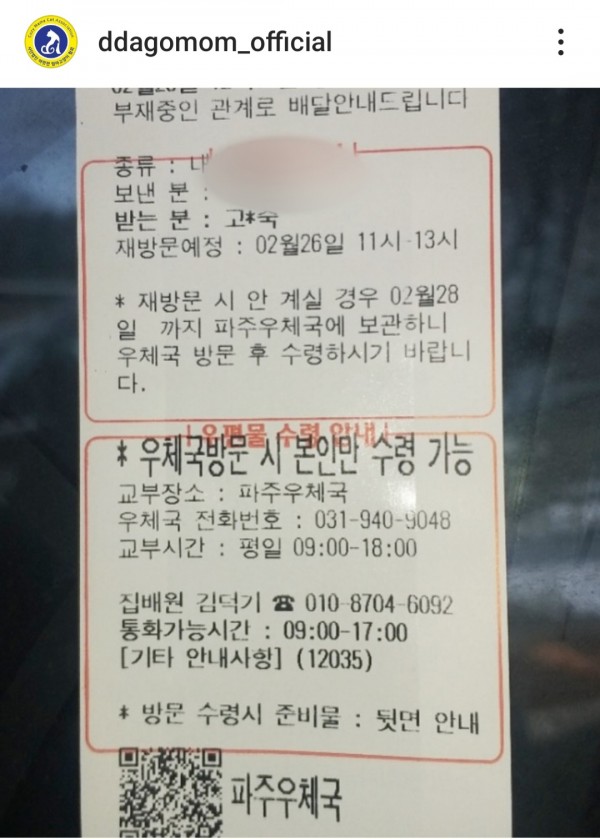 ddagomom_official
부재중인 관계로 배달안내드립니다
종류 : 내
보낸 분 :
받는 분 : 고*숙
재방문예정 : 02월26일 11시-13시
* 재방문 시 안 계실 경우 02월28
일 까지 파주우체국에 보관하니
우체국 방문 후 수령하시기 바랍니
다.
우편물 수령 안내
* 우체국방문 시 본인만 수령 가능
교부장소 : 파주우체국
우체국 전화번호 : 031-940-9048
교부시간 : 평일 09:00-18:00
집배원 김덕기 ☎ 010-8704-6092
통화가능시간 : 09:00-17:00
[기타 안내사항] (12035)
* 방문 수령시 준비물 : 뒷면 안내
파주우체국